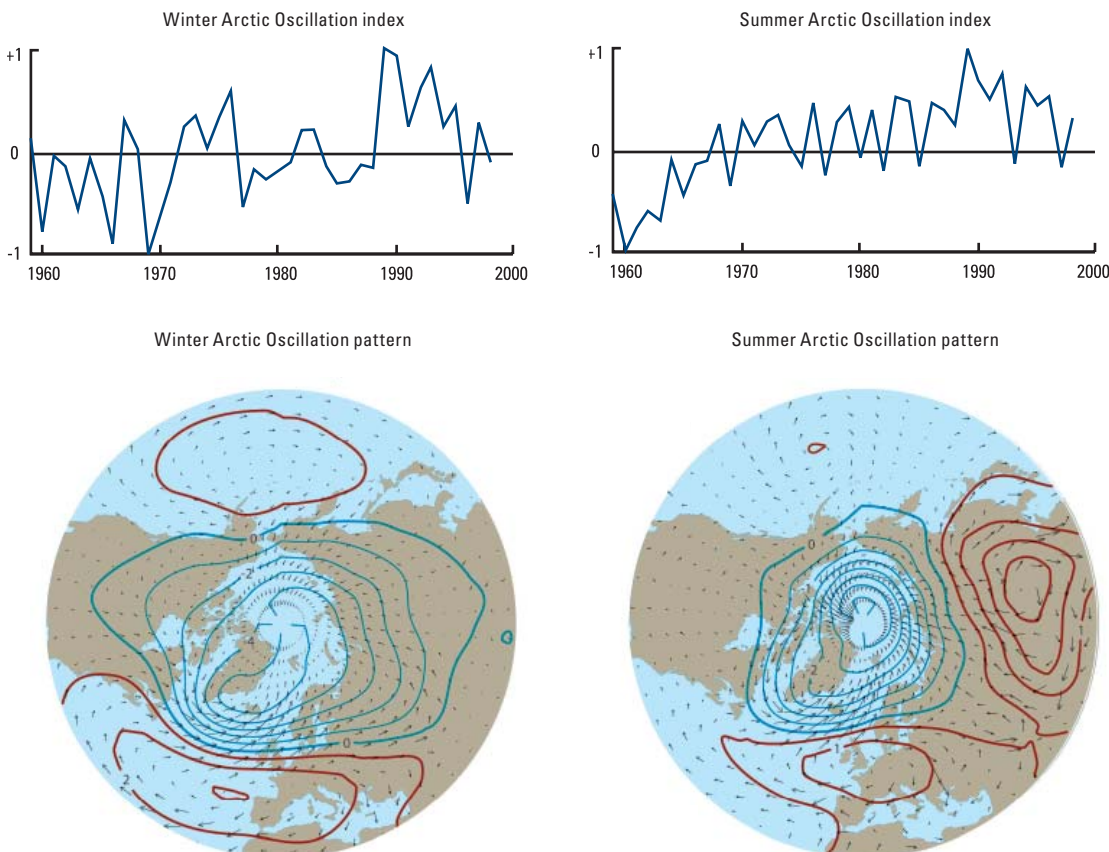 Winter Arctic Oscillation index
+1
0
-1
1960 1970 1980 1990 2000
Summer Arctic Oscillation index
+1
0
-1
1960 1970 1980 1990 2000
Winter Arctic Oscillation pattern
0
-2
-4
0
2
Summer Arctic Oscillation pattern
0
-2
1